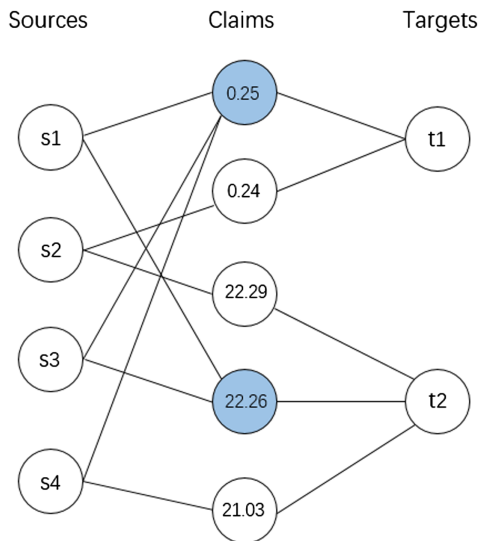 Sources Claims Targets
0.25
s1
t1
0.24
s2
22.29
s3
22.26
t2
s4
21.03